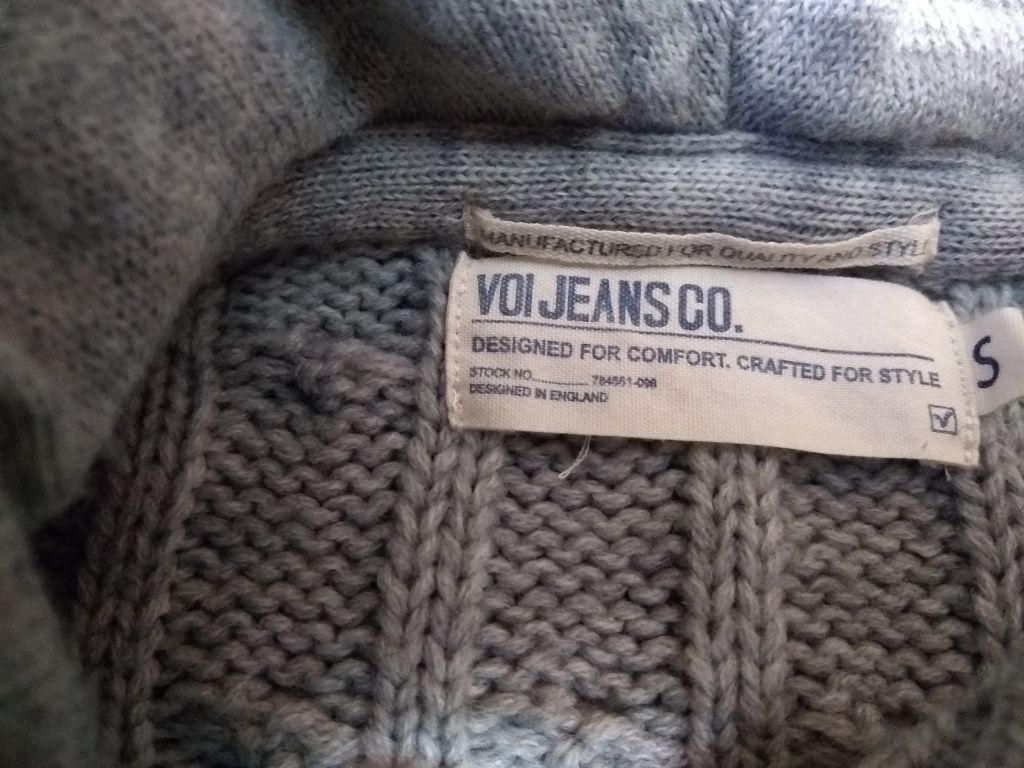 MANUFACTURED FOR QUALITY AND STYLE
VOI JEANS CO.
DESIGNED FOR COMFORT. CRAFTED FOR STYLE
STOCK NO.............. 784561-096
DESIGNED IN ENGLAND
S